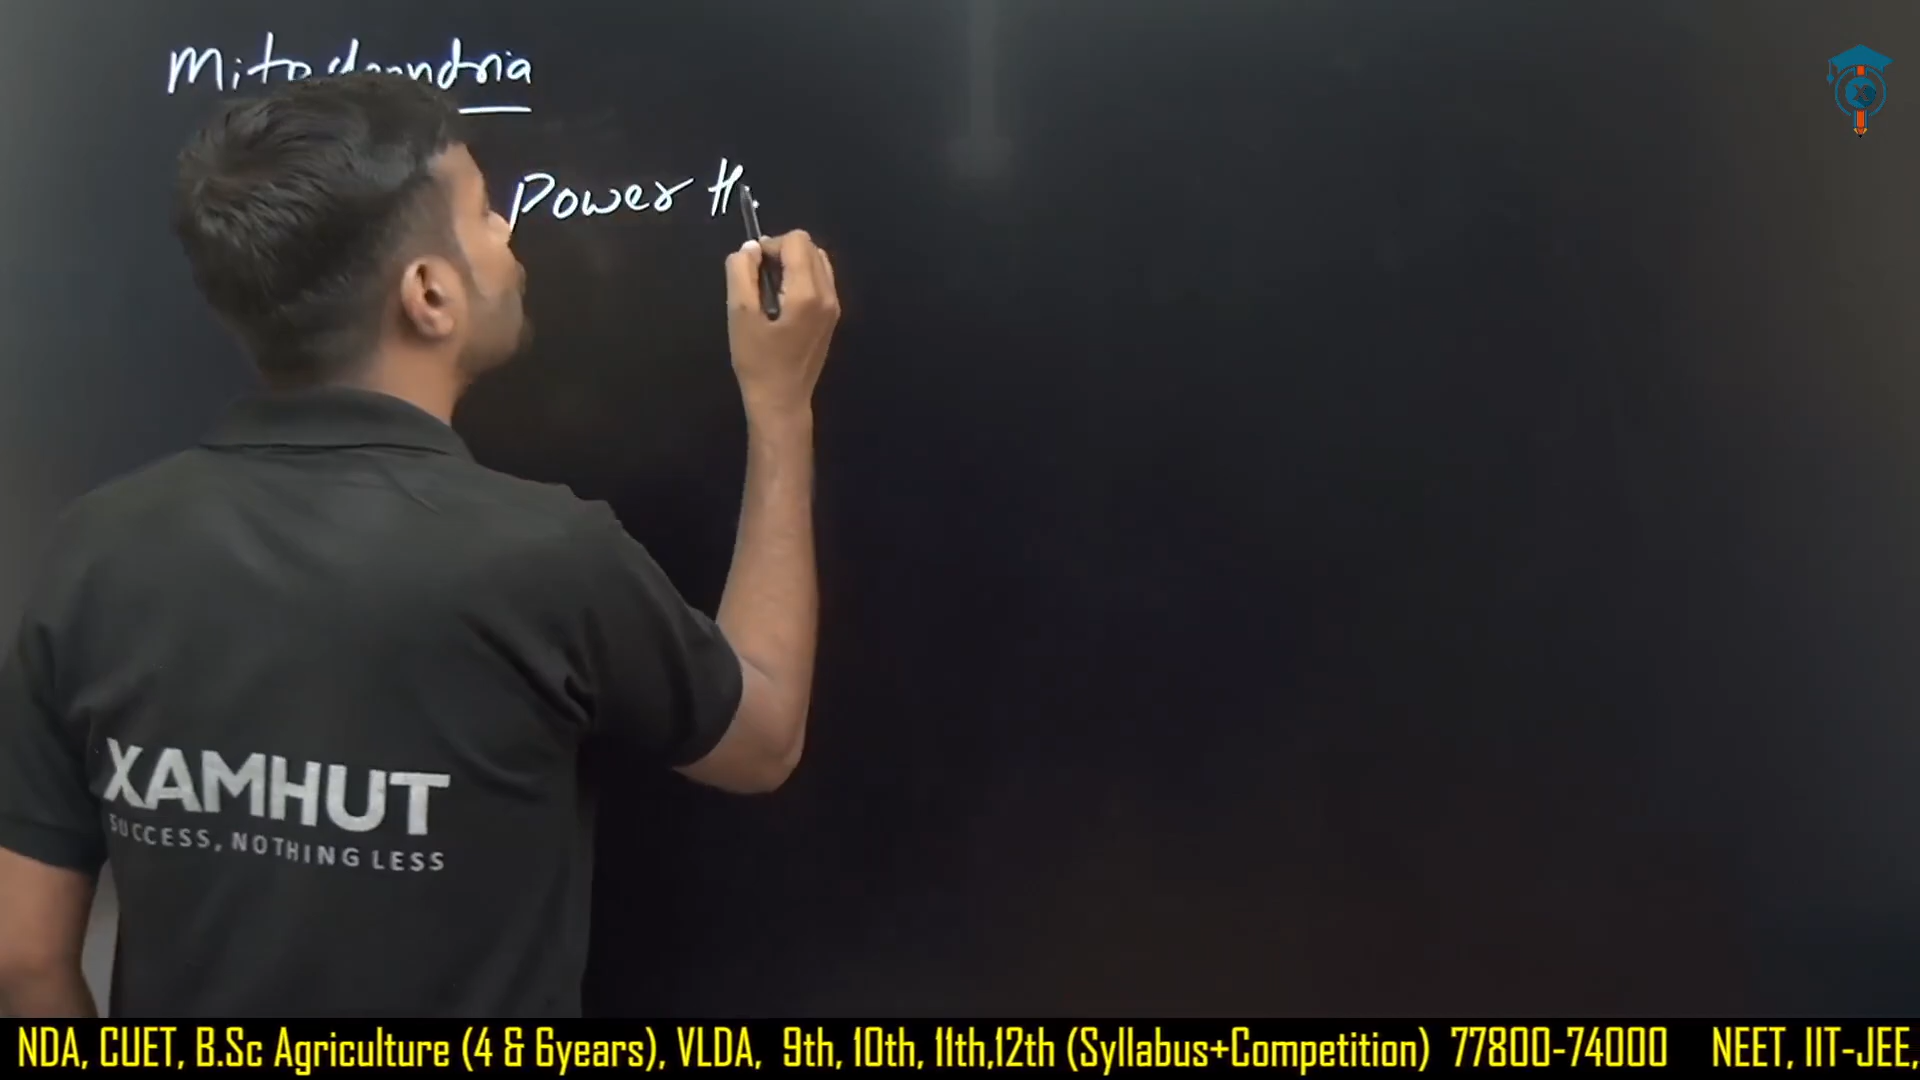 Mitochondria
Power H
XAMHUT
SUCCESS, NOTHING LESS
NDA, CUET, B.Sc Agriculture (4 & 6years), VLDA, 9th, 10th, 11th,12th (Syllabus+Competition) 77800-74000 NEET, IIT-JEE,